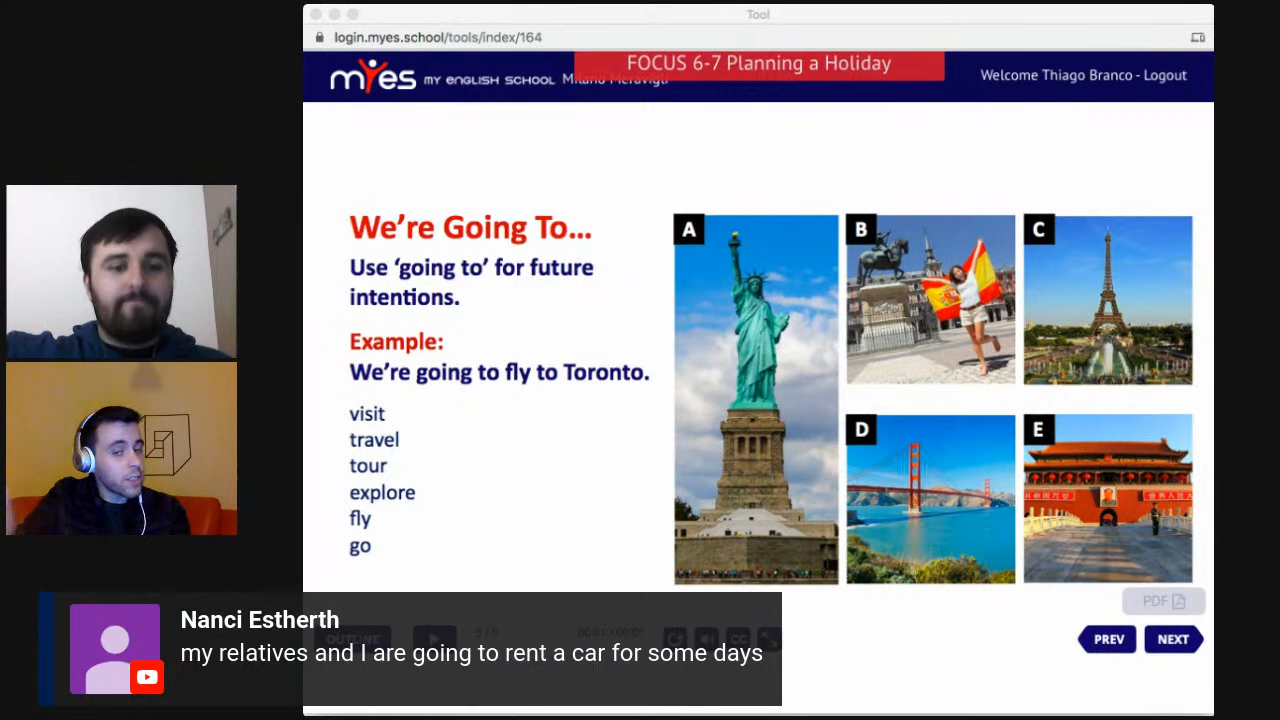 Tool
login.myes.school/tools/index/164
FOCUS 6-7 Planning a Holiday
myes MY ENGLISH SCHOOL Milano Meravigli
Welcome Thiago Branco - Logout
We're Going To...
Use 'going to' for future
intentions.
Example:
We're going to fly to Toronto.
visit
travel
tour
explore
fly
go
A
B
C
D
E
PDF
OUTLINE
PREV
NEXT
Nanci Estherth
my relatives and I are going to rent a car for some days